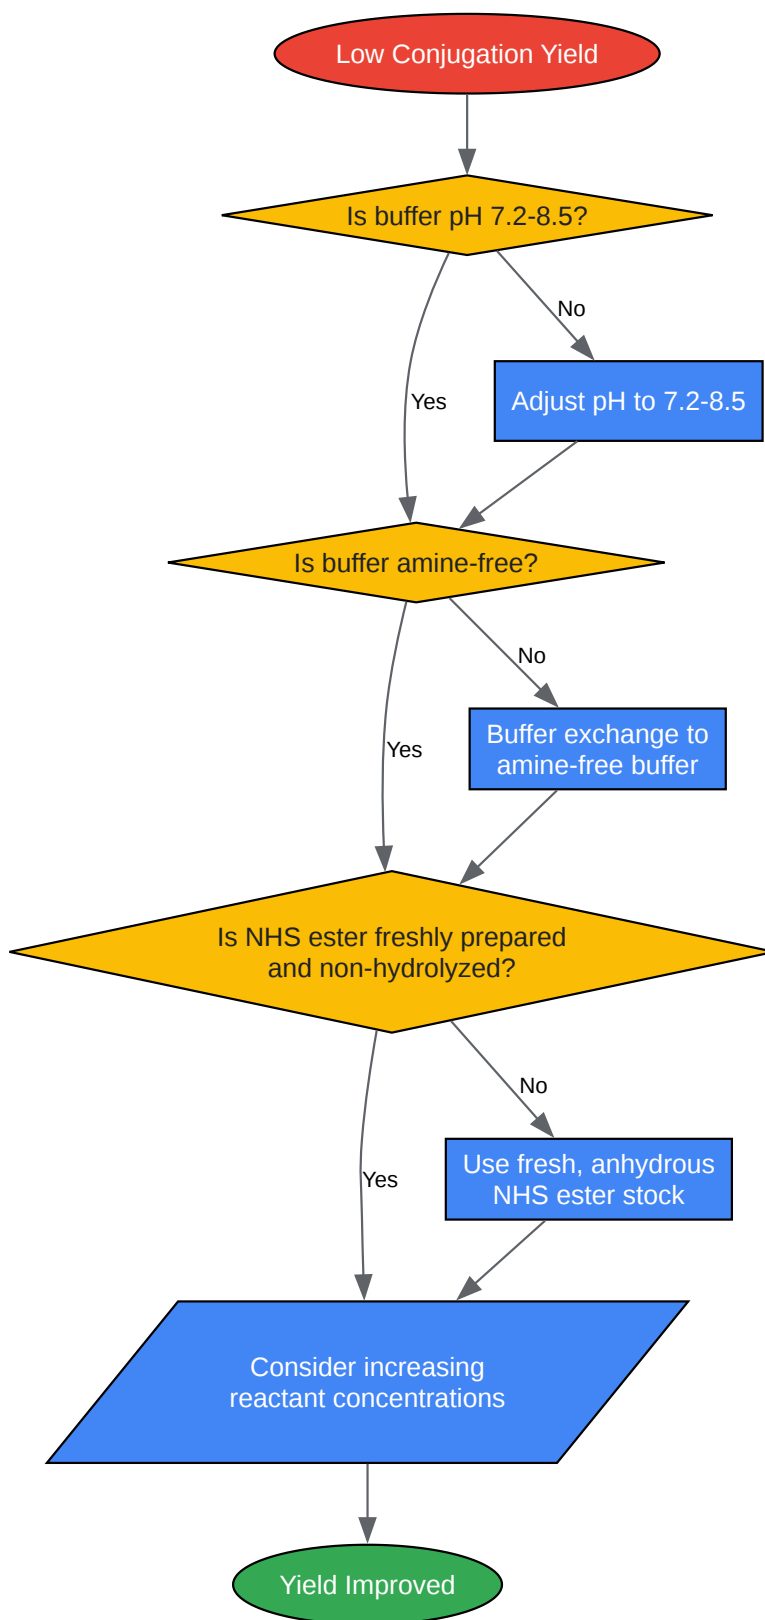 Low Conjugation Yield
Is buffer pH 7.2-8.5?
No
Adjust pH to 7.2-8.5
Yes
Is buffer amine-free?
No
Buffer exchange to
amine-free buffer
Yes
Is NHS ester freshly prepared
and non-hydrolyzed?
No
Use fresh, anhydrous
NHS ester stock
Yes
Consider increasing
reactant concentrations
Yield Improved